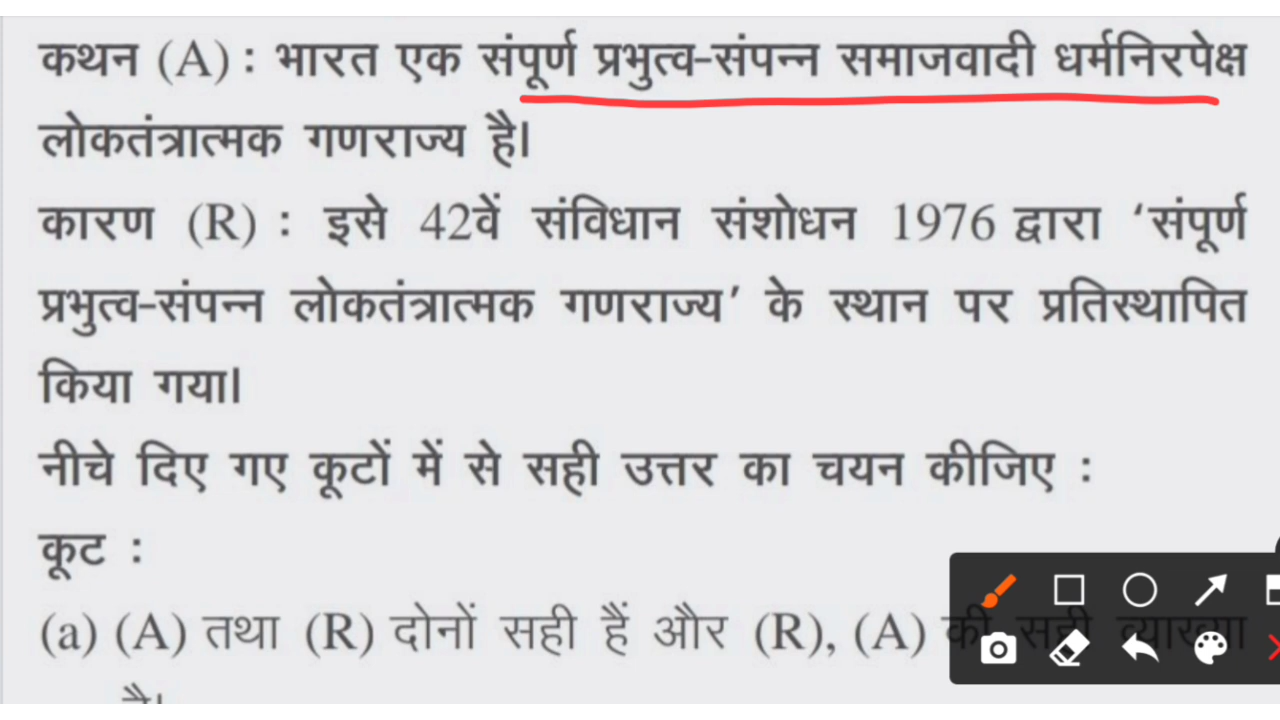 कथन (A) : भारत एक संपूर्ण प्रभुत्व-संपन्न समाजवादी धर्मनिरपेक्ष
लोकतंत्रात्मक गणराज्य है।
कारण (R) : इसे 42वें संविधान संशोधन 1976 द्वारा ‘संपूर्ण
प्रभुत्व-संपन्न लोकतंत्रात्मक गणराज्य’ के स्थान पर प्रतिस्थापित
किया गया।
नीचे दिए गए कूटों में से सही उत्तर का चयन कीजिए :
कूट :
(a) (A) तथा (R) दोनों सही हैं और (R), (A) की सही व्याख्या
है।